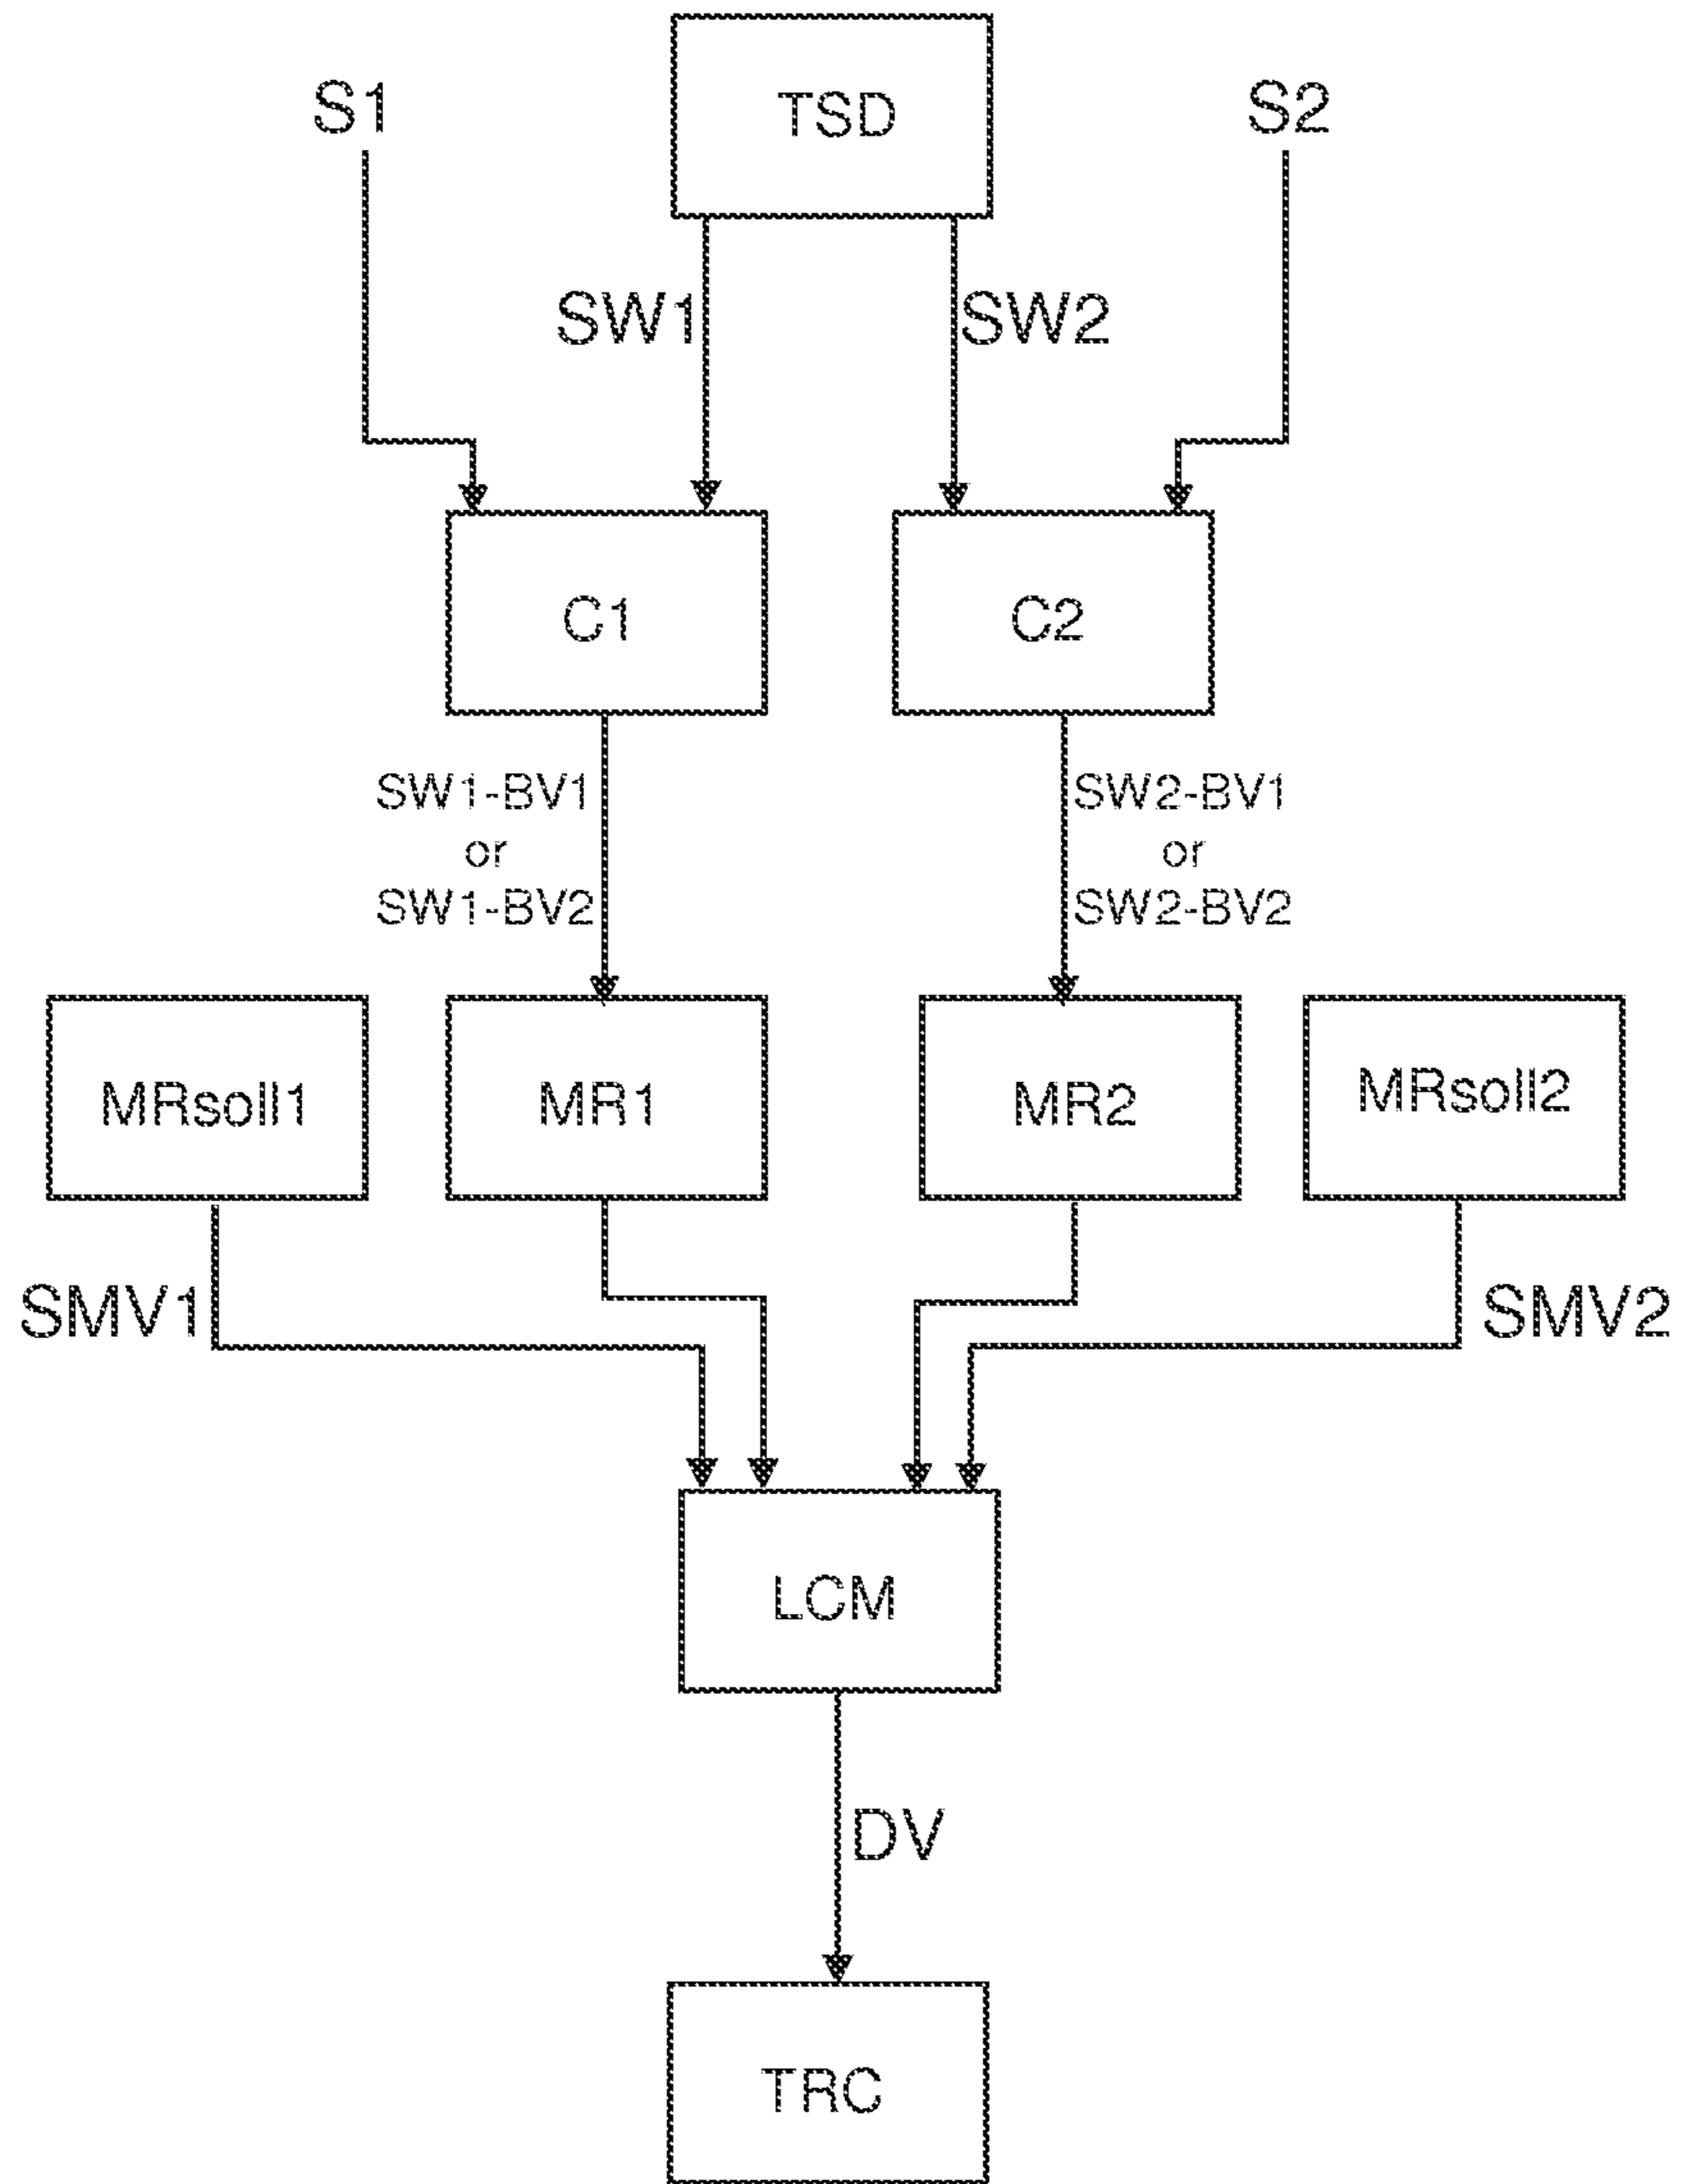 S1
TSD
S2
SW1
SW2
C1
C2
SW1-BV1
or
SW1-BV2
SW2-BV1
or
SW2-BV2
MRsoll1
MR1
MR2
MRsoll2
SMV1
SMV2
LCM
DV
TRC